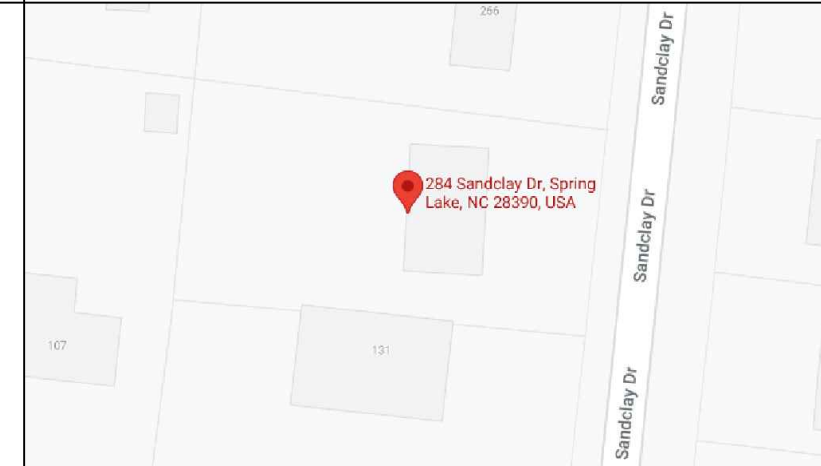 266
Sandclay Dr
284 Sandclay Dr, Spring
Lake, NC 28390, USA
Sandclay Dr
107
131
Sandclay Dr